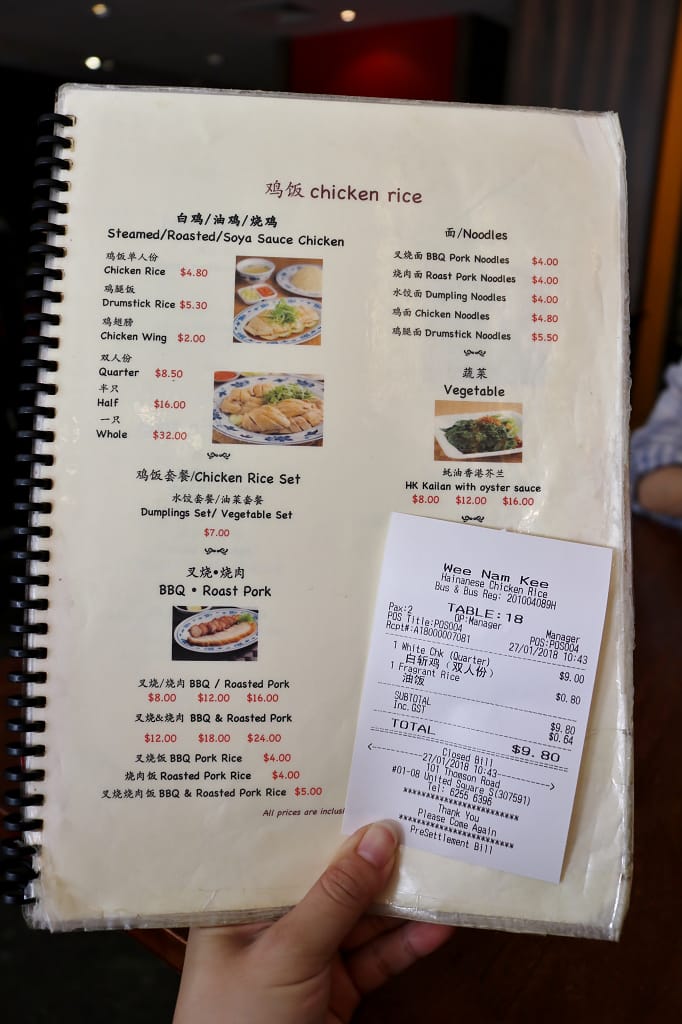 鸡饭 chicken rice
白鸡/油鸡/烧鸡
Steamed/Roasted/Soya Sauce Chicken
鸡饭单人份
Chicken Rice $4.80
鸡腿饭
Drumstick Rice $5.30
鸡翅膀
Chicken Wing $2.00
双人份
Quarter $8.50
半只
Half $16.00
一只
Whole $32.00
鸡饭套餐/Chicken Rice Set
水饺套餐/油菜套餐
Dumplings Set/ Vegetable Set
$7.00
叉烧•烧肉
BBQ • Roast Pork
叉烧/烧肉 BBQ / Roasted Pork
$8.00 $12.00 $16.00
叉烧&烧肉 BBQ & Roasted Pork
$12.00 $18.00 $24.00
叉烧饭 BBQ Pork Rice $4.00
烧肉饭 Roasted Pork Rice $4.00
叉烧烧肉饭 BBQ & Roasted Pork Rice $5.00
All prices are
面/Noodles
叉烧面 BBQ Pork Noodles $4.00
烧肉面 Roast Pork Noodles $4.00
水饺面 Dumpling Noodles $4.00
鸡面 Chicken Noodles $4.80
鸡腿面 Drumstick Noodles $5.50
蔬菜
Vegetable
蚝油香港芥兰
HK Kailan with oyster sauce
$8.00 $12.00 $16.00
Wee Nam Kee
Hainanese Chicken Rice
Bus & Bus Reg: 201004089H
TABLE: 18
Pax:2 OP:Manager Manager
POS Title:POS004 POS:POS004
Rcpt#:A18000007081 27/01/2018 10:43
1 White Chk (Quarter) $9.00
白斩鸡 (双人份)
1 Fragrant Rice $0.80
油饭
SUBTOTAL $9.80
Inc.GST $0.64
TOTAL $9.80
<----------Closed Bill---------->
27/01/2018 10:43
101 Thomson Road
#01-08 United Square S(307591)
Tel: 6255 6396
**************************
Thank You
Please Come Again
**************************
PreSettlement Bill